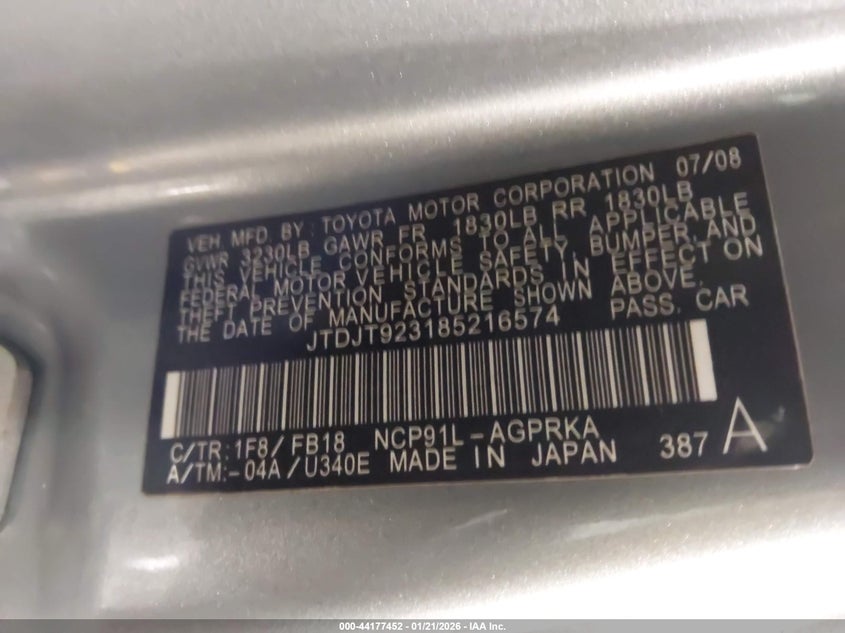 VEH. MFD. BY: TOYOTA MOTOR CORPORATION 07/08
GVWR 3230LB GAWR FR 1830LB RR 1830LB
THIS VEHICLE CONFORMS TO ALL APPLICABLE
FEDERAL MOTOR VEHICLE SAFETY, BUMPER, AND
THEFT PREVENTION STANDARDS IN EFFECT ON
THE DATE OF MANUFACTURE SHOWN ABOVE.
JTDJT923185216574 PASS. CAR
C/TR:1F8/FB18 NCP91L-AGPRKA 387 A
A/TM:-04A/U340E MADE IN JAPAN
000-44177452 - 01/21/2026 - IAA Inc.